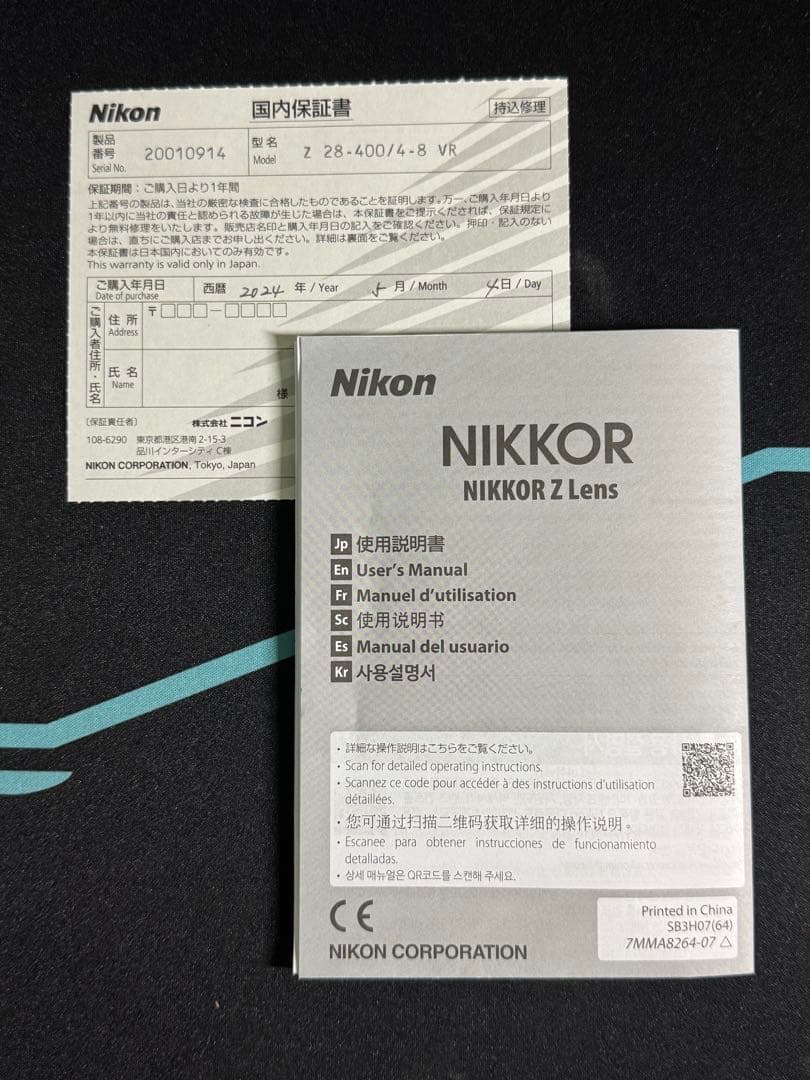 Nikon 国内保証書 持込修理
製品番号 Serial No. 20010914 型名 Model Z 28-400/4-8 VR
保証期間：ご購入日より1年間
上記番号の製品は、当社の厳密な検査に合格したものであることを証明します。万一、ご購入年月日より
1年以内に当社の責任と認められる故障が生じた場合は、本保証書をご提示くだされば、保証規定に
より無料修理をいたします。販売店名印と購入年月日の記入をご確認ください。押印・記入のない
場合は、直ちにご購入店までお申し出ください。詳細は裏面をご覧ください。
本保証書は日本国内においてのみ有効です。
This warranty is valid only in Japan.
ご購入年月日 Date of purchase 西暦 2024 年 / Year 5 月 / Month 4 日 / Day
ご購入者住所・氏名
住所 Address 〒□□□-□□□□
氏名 Name 様
〔保証責任者〕 株式会社ニコン
108-6290 東京都港区港南2-15-3
品川インターシティC棟
NIKON CORPORATION, Tokyo, Japan
Nikon
NIKKOR
NIKKOR Z Lens
Jp 使用説明書
En User's Manual
Fr Manuel d'utilisation
Sc 使用说明书
Es Manual del usuario
Kr 사용설명서
・詳細な操作説明はこちらをご覧ください。
・Scan for detailed operating instructions.
・Scannez ce code pour accéder à des instructions d'utilisation
détaillées.
・您可通过扫描二维码获取详细的操作说明。
・Escanee para obtener instrucciones de funcionamiento
detalladas.
・상세 매뉴얼은 QR코드를 스캔해 주세요.
CE
NIKON CORPORATION
Printed in China
SB3H07(64)
7MMA8264-07 △